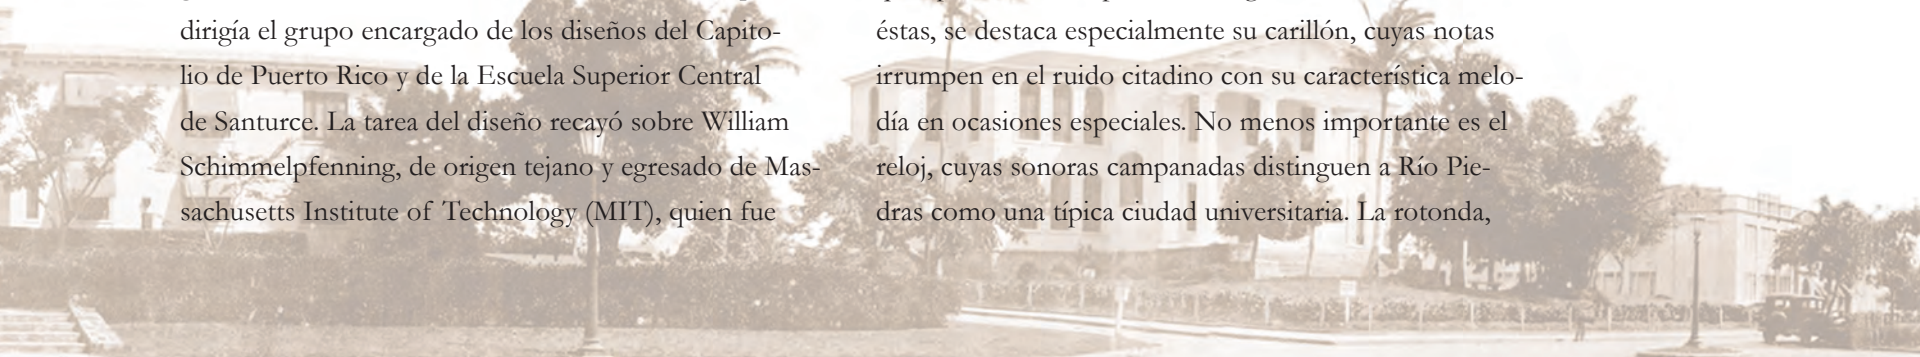 dirigía el grupo encargado de los diseños del Capito-
lio de Puerto Rico y de la Escuela Superior Central
de Santurce. La tarea del diseño recayó sobre William
Schimmelpfenning, de origen tejano y egresado de Mas-
sachusetts Institute of Technology (MIT), quien fue
éstas, se destaca especialmente su carillón, cuyas notas
irrumpen en el ruido citadino con su característica melo-
día en ocasiones especiales. No menos importante es el
reloj, cuyas sonoras campanadas distinguen a Río Pie-
dras como una típica ciudad universitaria. La rotonda,